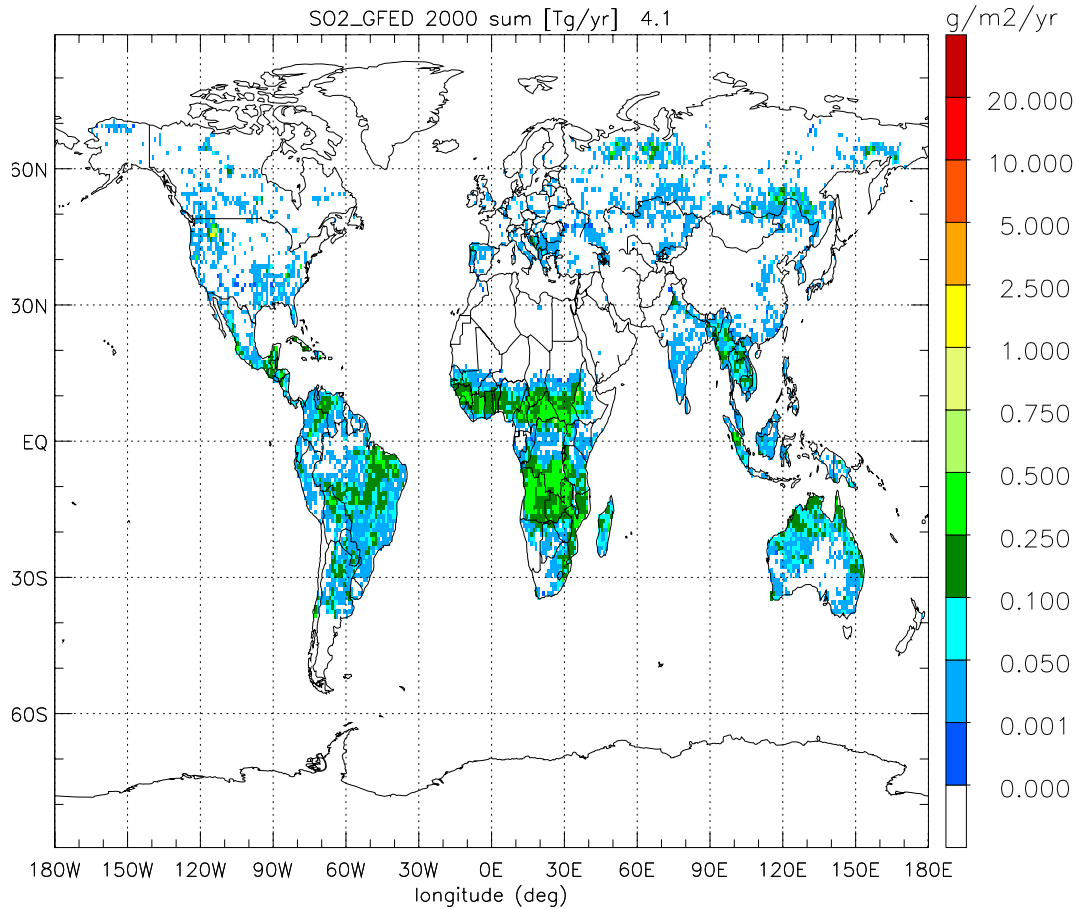 SO2_GFED 2000 sum [Tg/yr] 4.1
g/m2/yr
20.000
10.000
5.000
2.500
1.000
0.750
0.500
0.250
0.100
0.050
0.001
0.000
60N
30N
EQ
30S
60S
180W 150W 120W 90W 60W 30W 0E 30E 60E 90E 120E 150E 180E
longitude (deg)